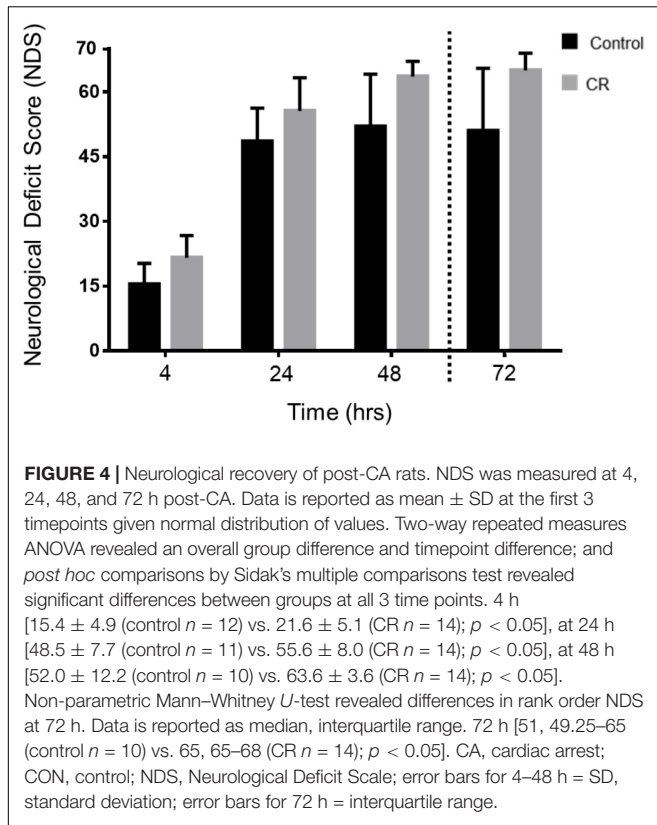 Neurological Deficit Score (NDS)
70
60
45
30
15
0
4
24
48
72
Time (hrs)
Control
CR
FIGURE 4 | Neurological recovery of post-CA rats. NDS was measured at 4,
24, 48, and 72 h post-CA. Data is reported as mean ± SD at the first 3
timepoints given normal distribution of values. Two-way repeated measures
ANOVA revealed an overall group difference and timepoint difference; and
post hoc comparisons by Sidak's multiple comparisons test revealed
significant differences between groups at all 3 time points. 4 h
[15.4 ± 4.9 (control n = 12) vs. 21.6 ± 5.1 (CR n = 14); p < 0.05], at 24 h
[48.5 ± 7.7 (control n = 11) vs. 55.6 ± 8.0 (CR n = 14); p < 0.05], at 48 h
[52.0 ± 12.2 (control n = 10) vs. 63.6 ± 3.6 (CR n = 14); p < 0.05].
Non-parametric Mann–Whitney U-test revealed differences in rank order NDS
at 72 h. Data is reported as median, interquartile range. 72 h [51, 49.25–65
(control n = 10) vs. 65, 65–68 (CR n = 14); p < 0.05]. CA, cardiac arrest;
CON, control; NDS, Neurological Deficit Scale; error bars for 4–48 h = SD,
standard deviation; error bars for 72 h = interquartile range.